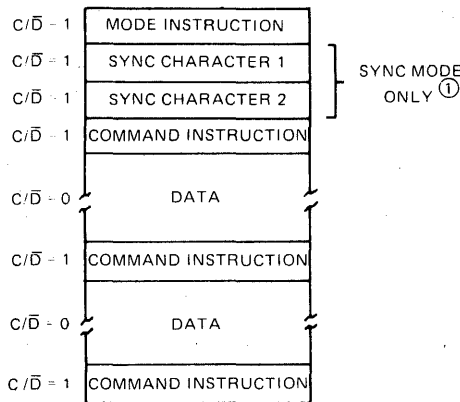 C/D̅ = 1 MODE INSTRUCTION
C/D̅ = 1 SYNC CHARACTER 1
SYNC MODE
C/D̅ = 1 SYNC CHARACTER 2
ONLY ①
C/D̅ = 1 COMMAND INSTRUCTION
C/D̅ = 0 DATA
C/D̅ = 1 COMMAND INSTRUCTION
C/D̅ = 0 DATA
C/D̅ = 1 COMMAND INSTRUCTION